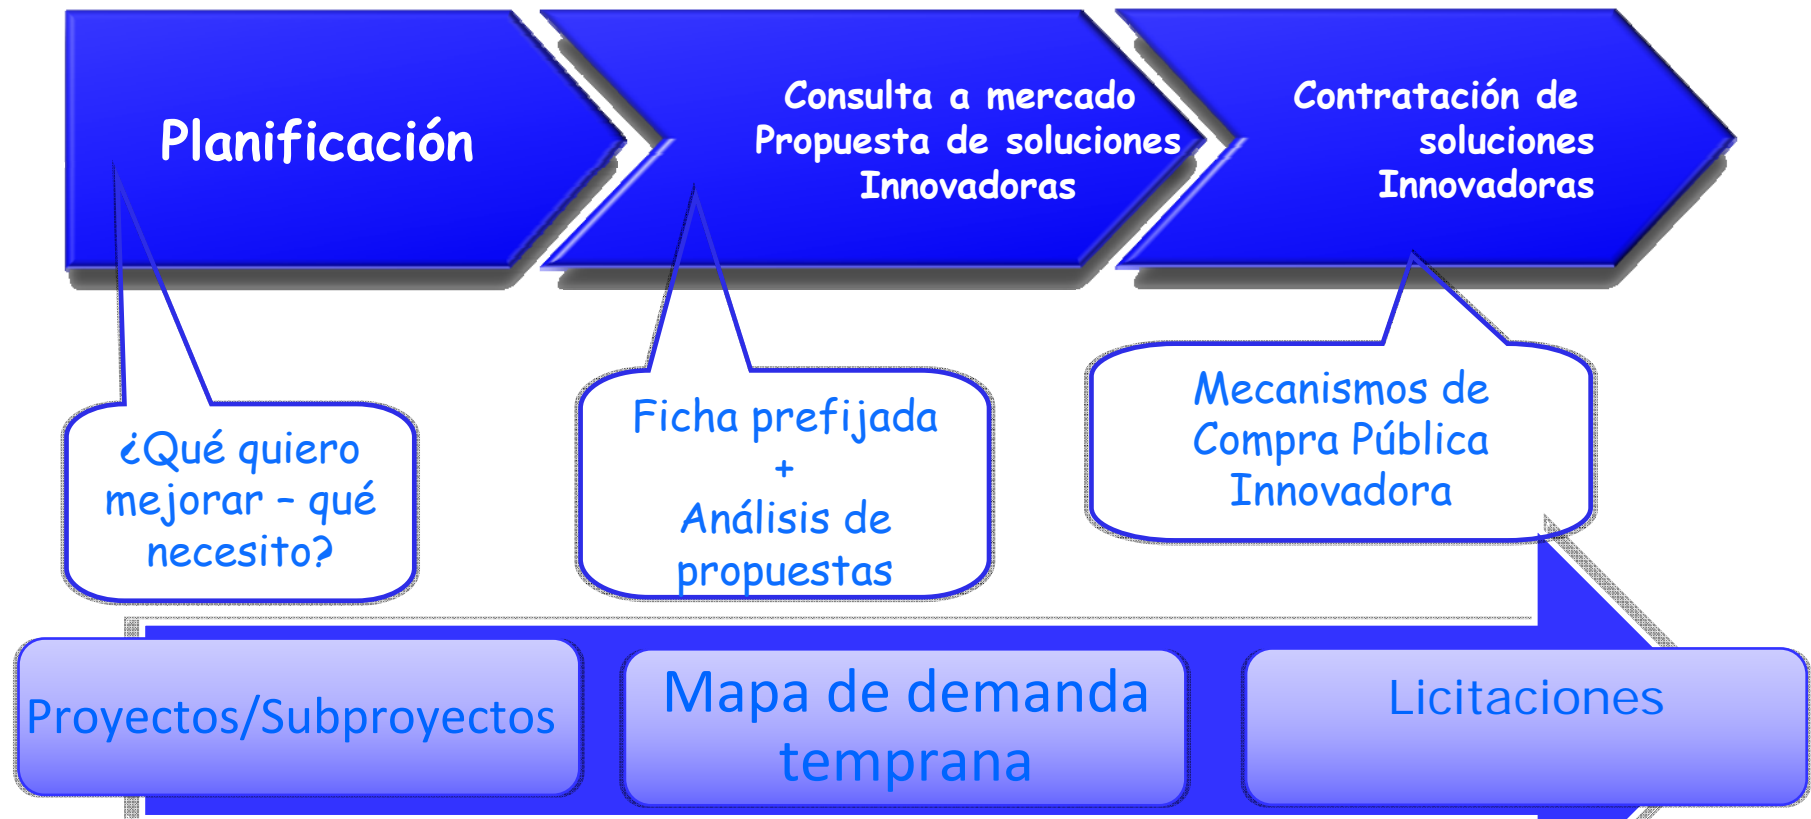 Planificación
Consulta a mercado
Propuesta de soluciones
Innovadoras
Contratación de
soluciones
Innovadoras
¿Qué quiero
mejorar – qué
necesito?
Ficha prefijada
+
Análisis de
propuestas
Mecanismos de
Compra Pública
Innovadora
Proyectos/Subproyectos
Mapa de demanda
temprana
Licitaciones